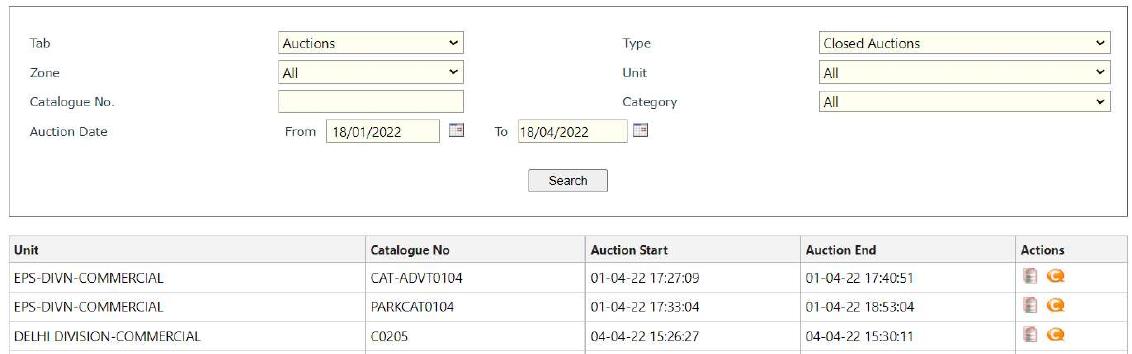 Tab Auctions Type Closed Auctions
Zone All Unit All
Catalogue No. Category All
Auction Date From 18/01/2022 To 18/04/2022
Search
Unit Catalogue No Auction Start Auction End Actions
EPS-DIVN-COMMERCIAL CAT-ADVT0104 01-04-22 17:27:09 01-04-22 17:40:51
EPS-DIVN-COMMERCIAL PARKCAT0104 01-04-22 17:33:04 01-04-22 18:53:04
DELHI DIVISION-COMMERCIAL C0205 04-04-22 15:26:27 04-04-22 15:30:11